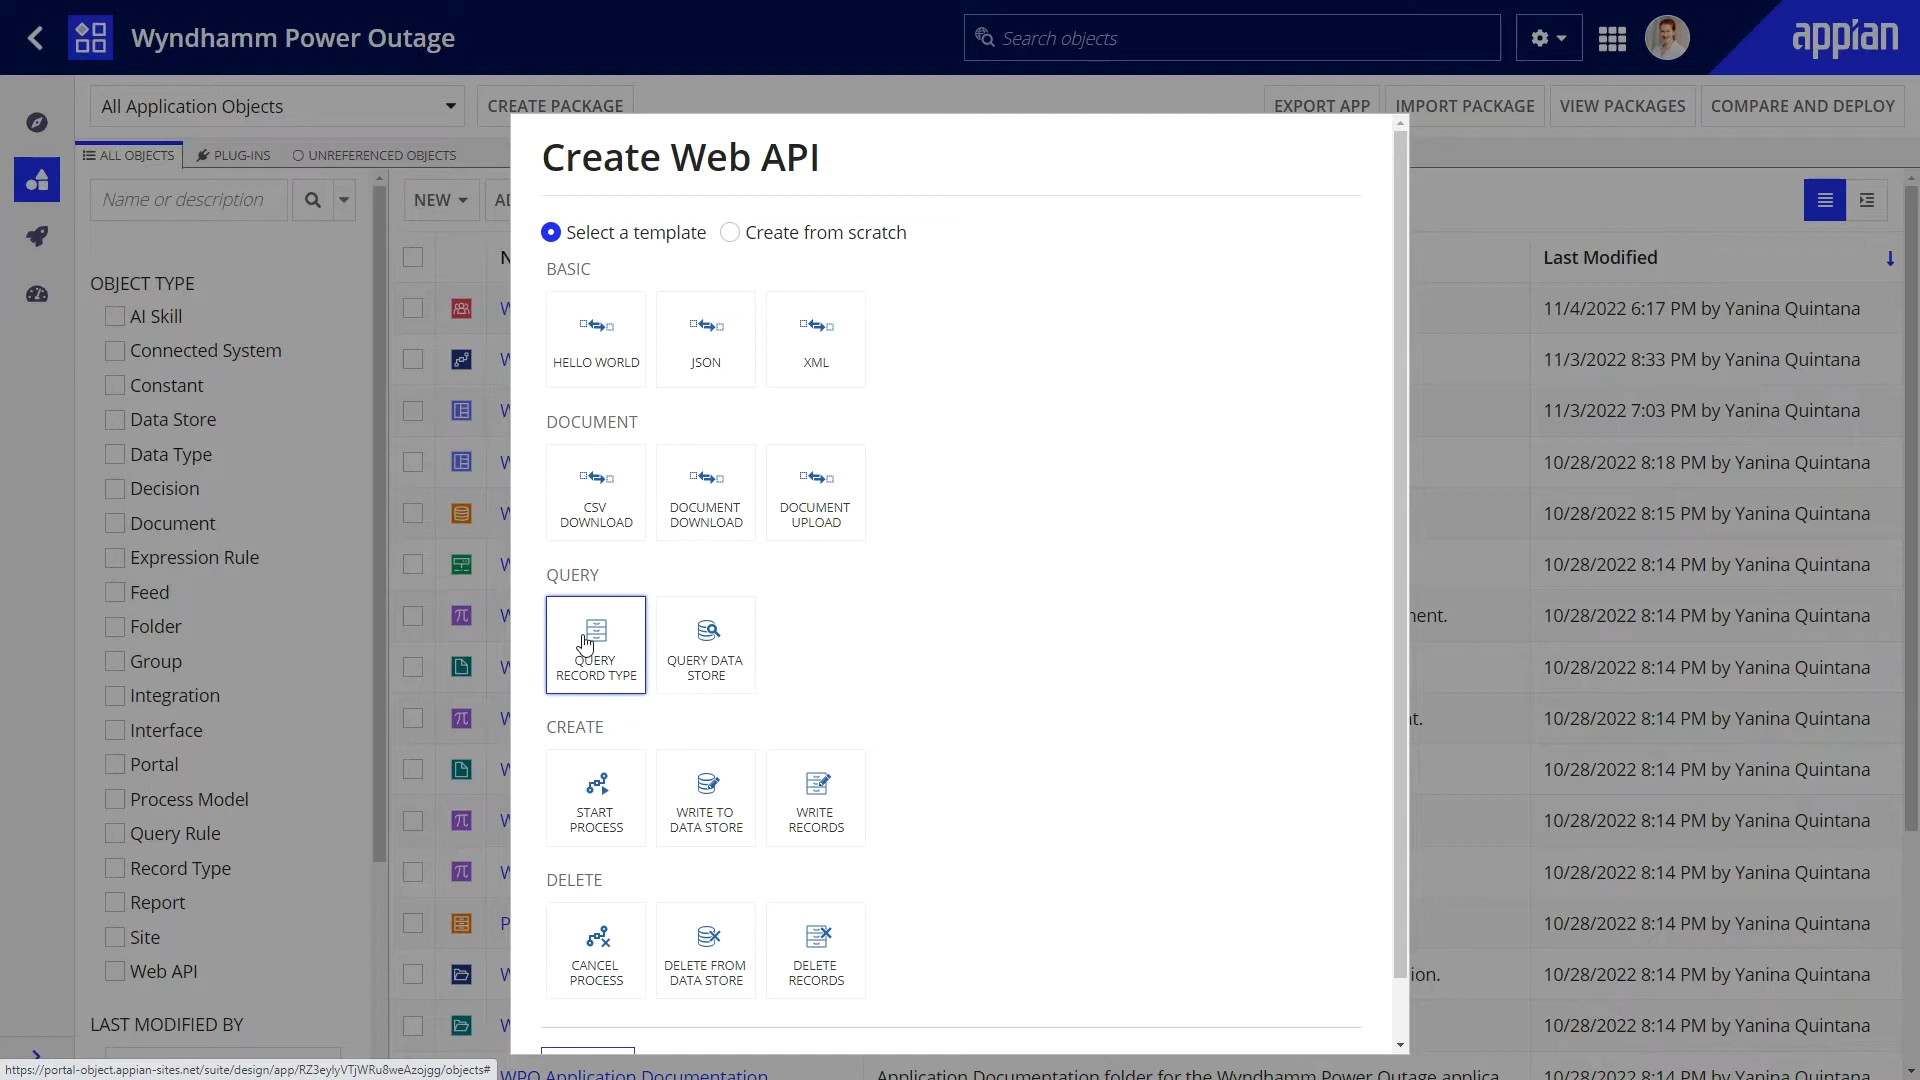 Wyndhamm Power Outage
Search objects
appian
All Application Objects
CREATE PACKAGE
EXPORT APP
IMPORT PACKAGE
VIEW PACKAGES
COMPARE AND DEPLOY
ALL OBJECTS
PLUG-INS
UNREFERENCED OBJECTS
Name or description
NEW
OBJECT TYPE
AI Skill
Connected System
Constant
Data Store
Data Type
Decision
Document
Expression Rule
Feed
Folder
Group
Integration
Interface
Portal
Process Model
Query Rule
Record Type
Report
Site
Web API
LAST MODIFIED BY
Create Web API
Select a template
Create from scratch
BASIC
HELLO WORLD
JSON
XML
DOCUMENT
CSV
DOWNLOAD
DOCUMENT
DOWNLOAD
DOCUMENT
UPLOAD
QUERY
QUERY
RECORD TYPE
QUERY DATA
STORE
CREATE
START
PROCESS
WRITE TO
DATA STORE
WRITE
RECORDS
DELETE
CANCEL
PROCESS
DELETE FROM
DATA STORE
DELETE
RECORDS
Last Modified
11/4/2022 6:17 PM by Yanina Quintana
11/3/2022 8:33 PM by Yanina Quintana
11/3/2022 7:03 PM by Yanina Quintana
10/28/2022 8:18 PM by Yanina Quintana
10/28/2022 8:15 PM by Yanina Quintana
10/28/2022 8:14 PM by Yanina Quintana
10/28/2022 8:14 PM by Yanina Quintana
10/28/2022 8:14 PM by Yanina Quintana
10/28/2022 8:14 PM by Yanina Quintana
10/28/2022 8:14 PM by Yanina Quintana
10/28/2022 8:14 PM by Yanina Quintana
10/28/2022 8:14 PM by Yanina Quintana
10/28/2022 8:14 PM by Yanina Quintana
10/28/2022 8:14 PM by Yanina Quintana
10/28/2022 8:14 PM by Yanina Quintana
https://portal-object.appian-sites.net/suite/design/app/RZ3eylyVTjWRu8weAzojgg/objects#
WPO Application Documentation
Application Documentation folder for the Wyndhamm Power Outage applica
10/28/2022 8:14 PM by Yanina Quintana